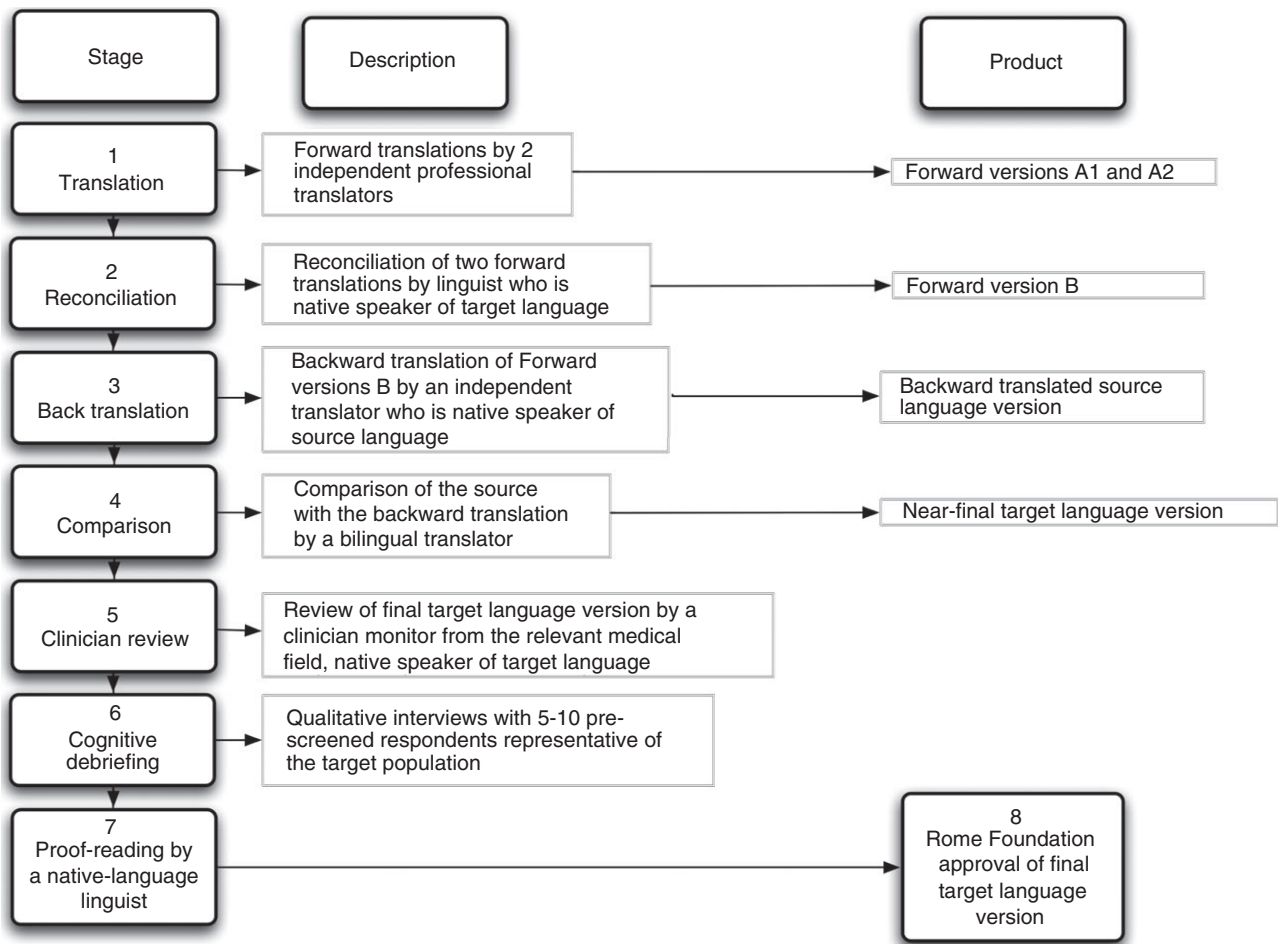 Stage
Description
Product
1
Translation
Forward translations by 2
independent professional
translators
Forward versions A1 and A2
2
Reconciliation
Reconciliation of two forward
translations by linguist who is
native speaker of target language
Forward version B
3
Back translation
Backward translation of Forward
versions B by an independent
translator who is native speaker of
source language
Backward translated source
language version
4
Comparison
Comparison of the source
with the backward translation
by a bilingual translator
Near-final target language version
5
Clinician review
Review of final target language version by a
clinician monitor from the relevant medical
field, native speaker of target language
6
Cognitive
debriefing
Qualitative interviews with 5-10 pre-
screened respondents representative of
the target population
7
Proof-reading by
a native-language
linguist
8
Rome Foundation
approval of final
target language
version